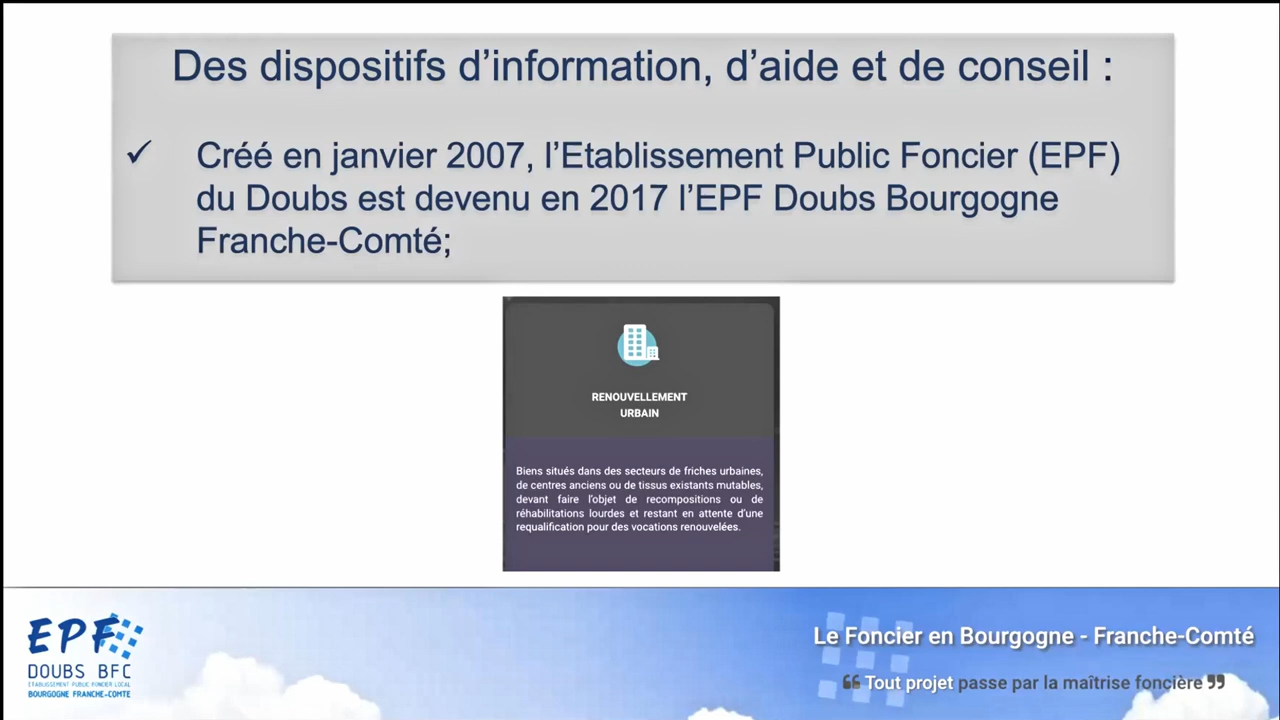 Des dispositifs d’information, d’aide et de conseil :
✓ Créé en janvier 2007, l’Etablissement Public Foncier (EPF)
du Doubs est devenu en 2017 l’EPF Doubs Bourgogne
Franche-Comté;
RENOUVELLEMENT
URBAIN
Biens situés dans des secteurs de friches urbaines,
de centres anciens ou de tissus existants mutables,
devant faire l’objet de recompositions ou de
réhabilitations lourdes et restant en attente d’une
requalification pour des vocations renouvelées.
EPF
DOUBS BFC
ETABLISSEMENT PUBLIC FONCIER LOCAL
BOURGOGNE FRANCHE-COMTE
Le Foncier en Bourgogne - Franche-Comté
❝ Tout projet passe par la maîtrise foncière ❞